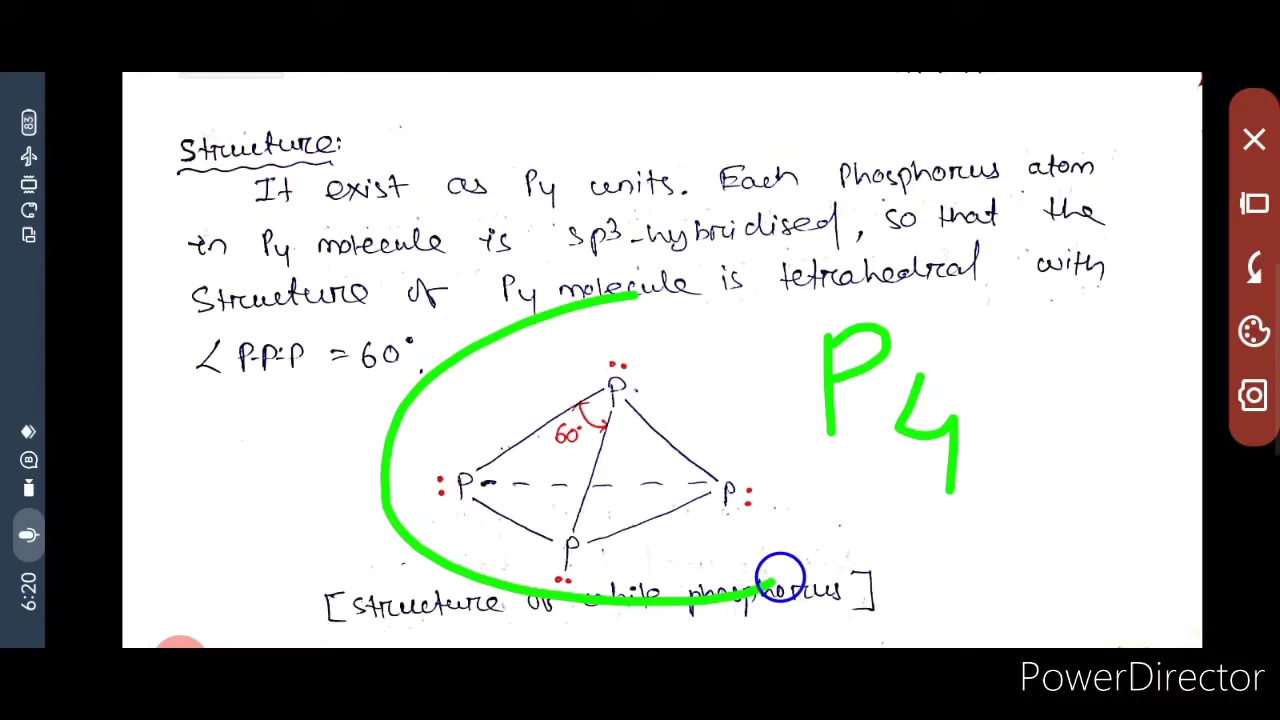 Structure:
It exist as P4 units. Each Phosphorus atom
in P4 molecule is sp3-hybridised, so that the
Structure of P4 molecule is tetrahedral with
∠ P-P-P = 60°.
P
60°
P
P
P
P4
[Structure of white phosphorus]
83
6:20
PowerDirector